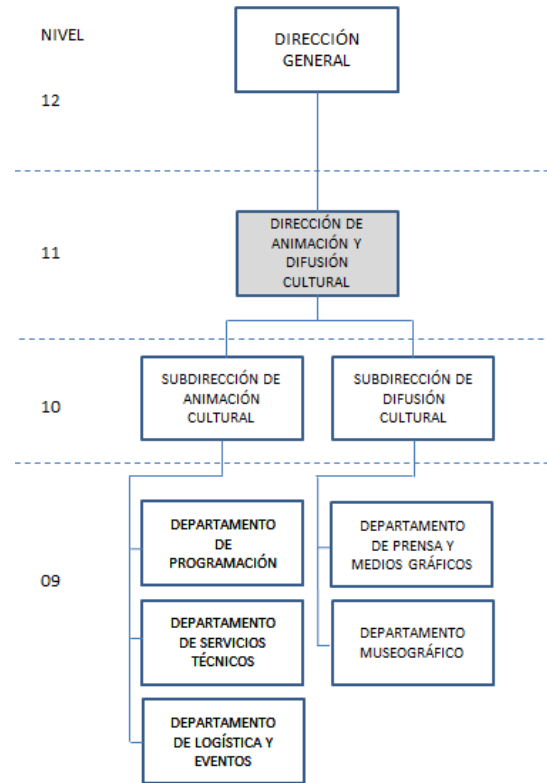 NIVEL
DIRECCIÓN
GENERAL
12
DIRECCIÓN DE
ANIMACIÓN Y
DIFUSIÓN
CULTURAL
11
SUBDIRECCIÓN DE
ANIMACIÓN
CULTURAL
SUBDIRECCIÓN DE
DIFUSIÓN
CULTURAL
10
DEPARTAMENTO
DE
PROGRAMACIÓN
DEPARTAMENTO
DE PRENSA Y
MEDIOS GRÁFICOS
09
DEPARTAMENTO
DE SERVICIOS
TÉCNICOS
DEPARTAMENTO
MUSEOGRÁFICO
DEPARTAMENTO
DE LOGÍSTICA Y
EVENTOS